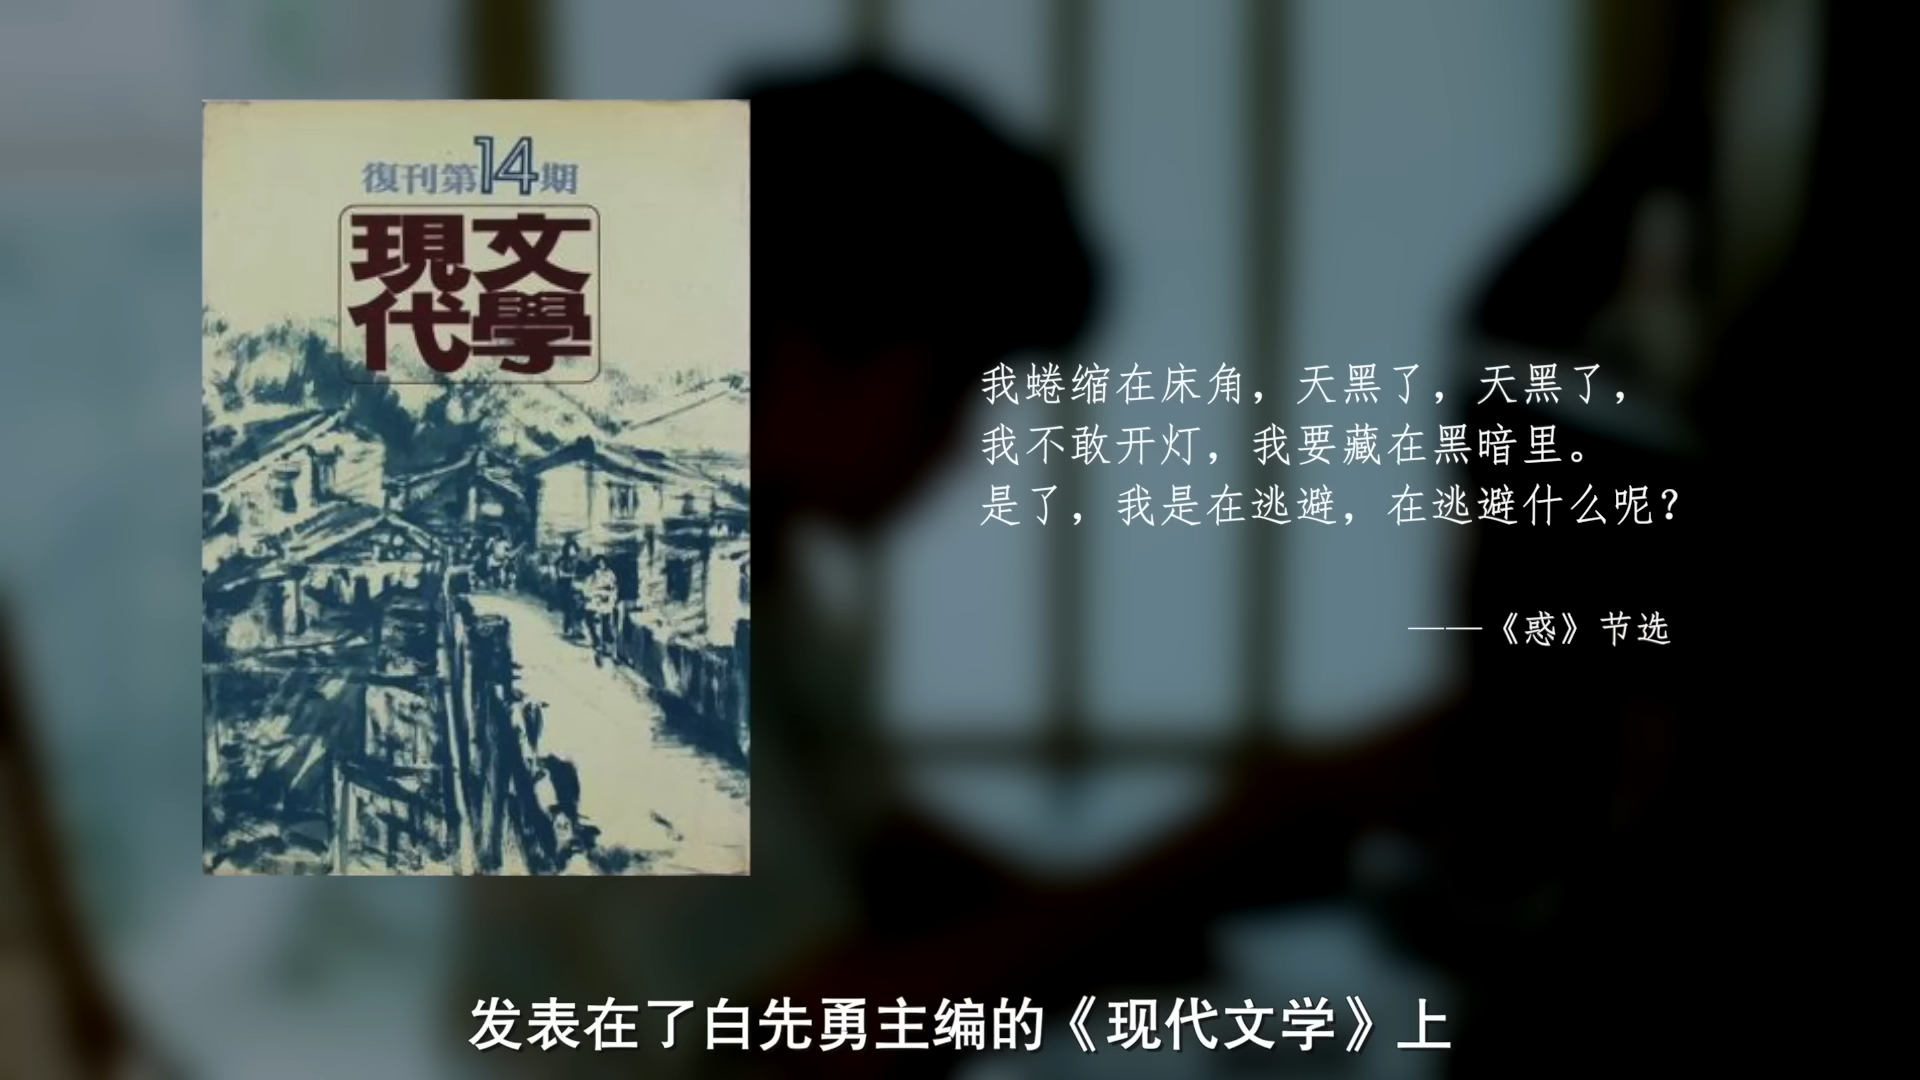 復刊第14期
現代
文學
我蜷缩在床角，天黑了，天黑了，
我不敢开灯，我要藏在黑暗里。
是了，我是在逃避，在逃避什么呢？
——《惑》节选
发表在了白先勇主编的《现代文学》上